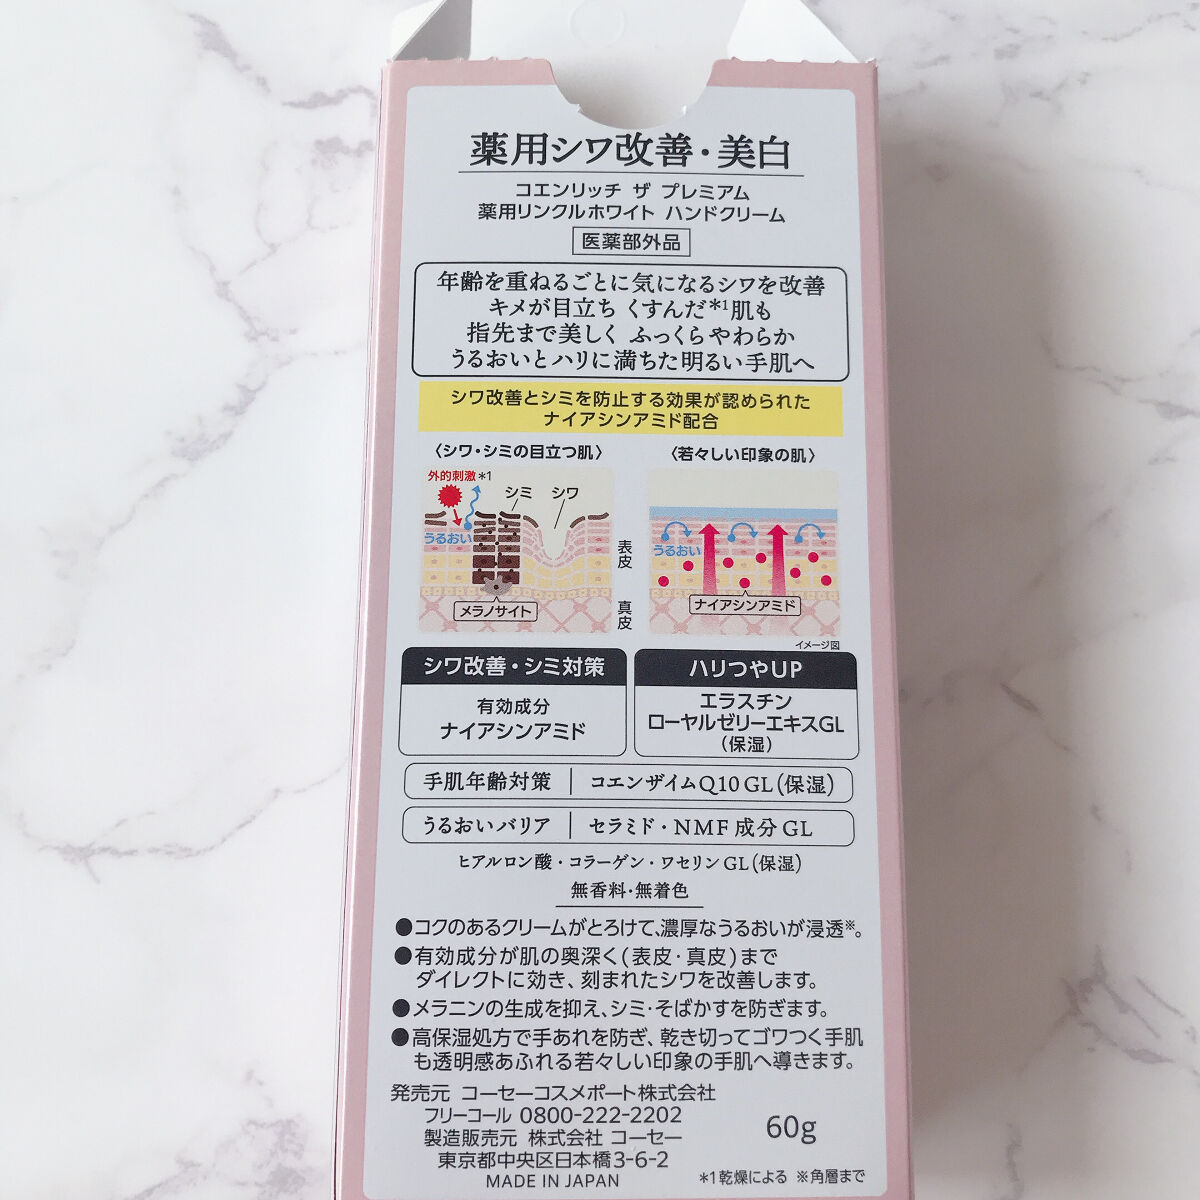 薬用シワ改善・美白
コエンリッチ ザ プレミアム
薬用リンクルホワイト ハンドクリーム
医薬部外品
年齢を重ねるごとに気になるシワを改善
キメが目立ち くすんだ*1肌も
指先まで美しく ふっくらやわらか
うるおいとハリに満ちた明るい手肌へ
シワ改善とシミを防止する効果が認められた
ナイアシンアミド配合
〈シワ・シミの目立つ肌〉
外的刺激*1
シミ シワ
うるおい
メラノサイト
表皮
真皮
〈若々しい印象の肌〉
うるおい
ナイアシンアミド
イメージ図
シワ改善・シミ対策
有効成分
ナイアシンアミド
ハリつやUP
エラスチン
ローヤルゼリーエキスGL
(保湿)
手肌年齢対策 | コエンザイムQ10 GL(保湿)
うるおいバリア | セラミド・NMF 成分 GL
ヒアルロン酸・コラーゲン・ワセリン GL(保湿)
無香料・無着色
●コクのあるクリームがとろけて、濃厚なうるおいが浸透※。
●有効成分が肌の奥深く(表皮・真皮)まで
ダイレクトに効き、刻まれたシワを改善します。
●メラニンの生成を抑え、シミ・そばかすを防ぎます。
●高保湿処方で手あれを防ぎ、乾き切ってゴワつく手肌
も透明感あふれる若々しい印象の手肌へ導きます。
発売元 コーセーコスメポート株式会社
フリーコール 0800-222-2202
製造販売元 株式会社 コーセー
東京都中央区日本橋3-6-2
MADE IN JAPAN
60g
*1乾燥による ※角層まで